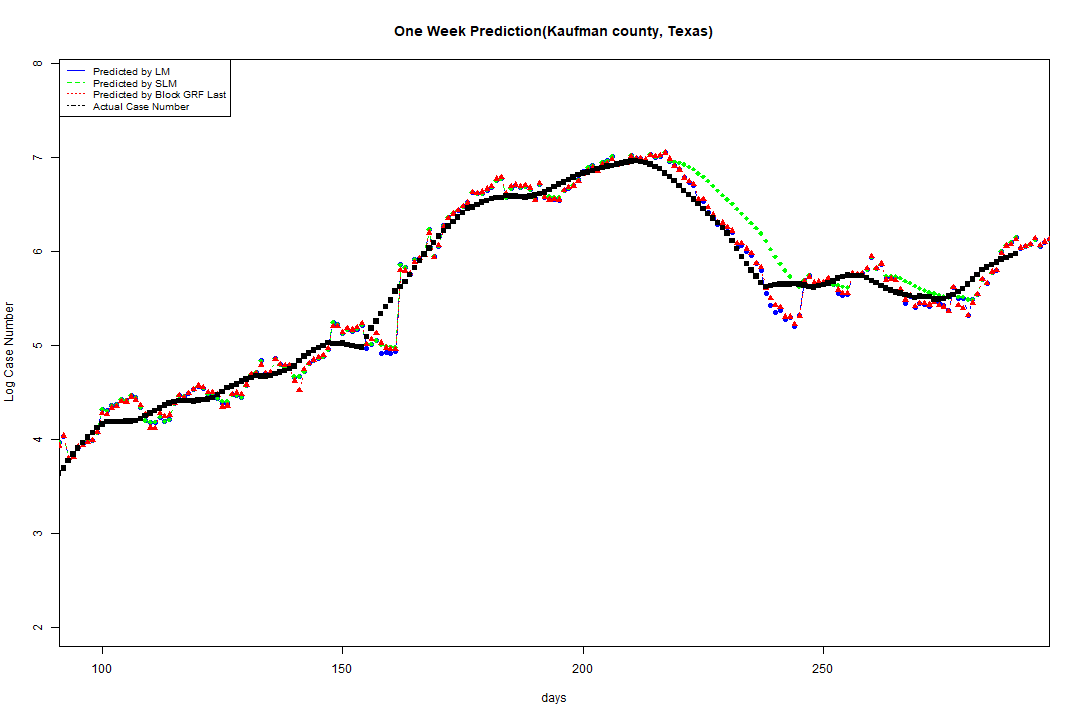 One Week Prediction(Kaufman county, Texas)
8
Predicted by LM
Predicted by SLM
Predicted by Block GRF Last
Actual Case Number
7
6
5
4
3
2
Log Case Number
100 150 200 250
days